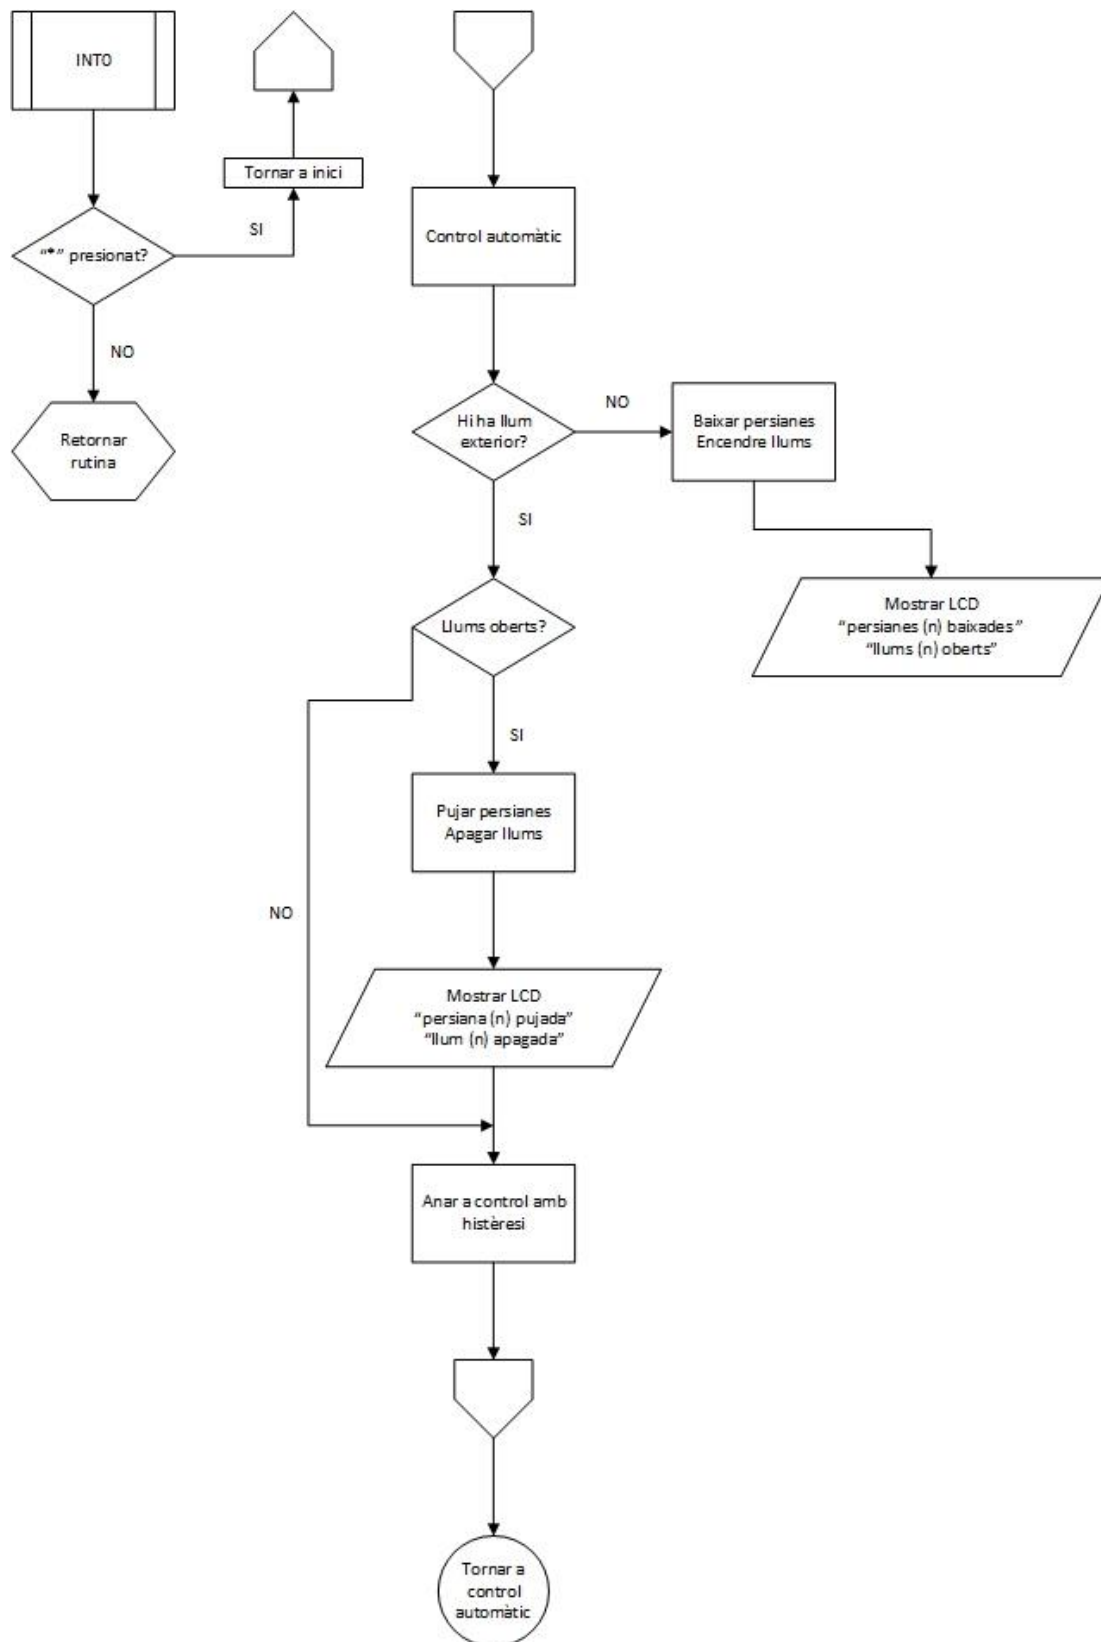 INT0
Tornar a inici
SI
"*" presionat?
NO
Retornar
rutina
Control automàtic
Hi ha llum
exterior?
NO
Baixar persianes
Encendre llums
SI
Mostrar LCD
"persianes (n) baixades"
"llums (n) oberts"
Llums oberts?
SI
Pujar persianes
Apagar llums
NO
Mostrar LCD
"persiana (n) pujada"
"llum (n) apagada"
Anar a control amb
histèresi
Tornar a
control
automàtic